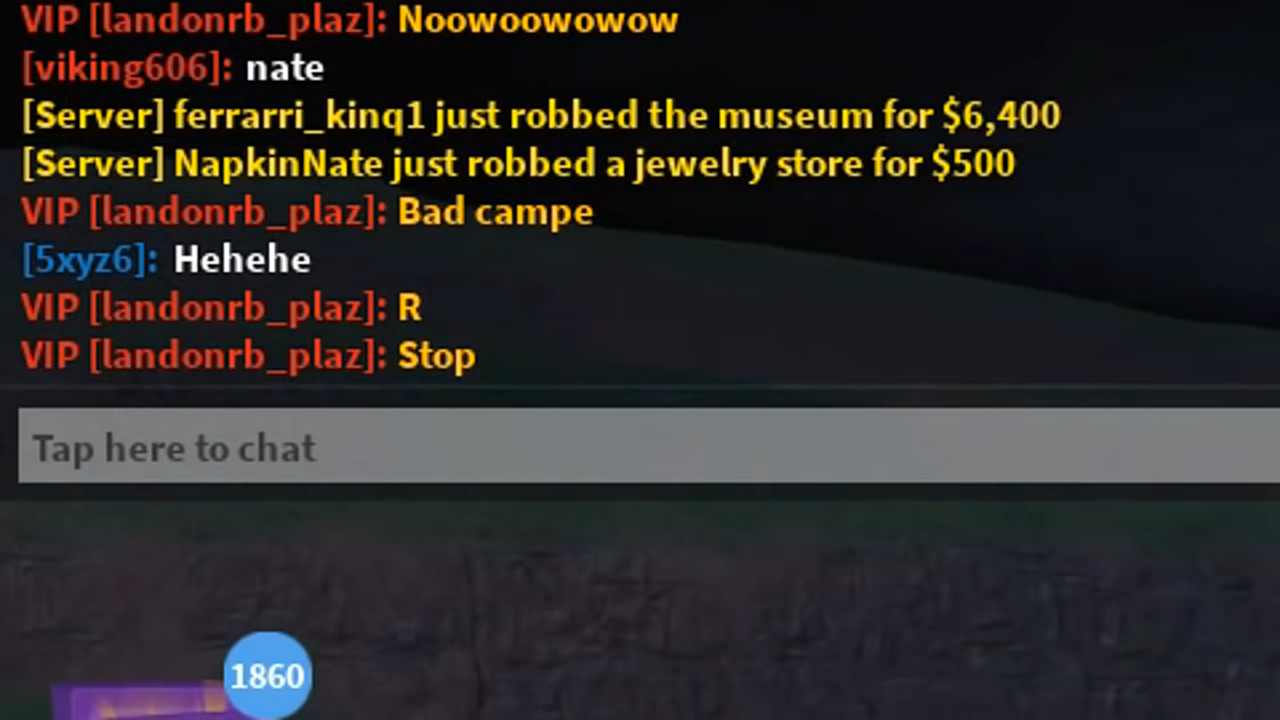 VIP [landonrb_plaz]: Noowoowowow
[viking606]: nate
[Server] ferrarri_kinq1 just robbed the museum for $6,400
[Server] NapkinNate just robbed a jewelry store for $500
VIP [landonrb_plaz]: Bad campe
[5xyz6]: Hehehe
VIP [landonrb_plaz]: R
VIP [landonrb_plaz]: Stop
Tap here to chat
1860